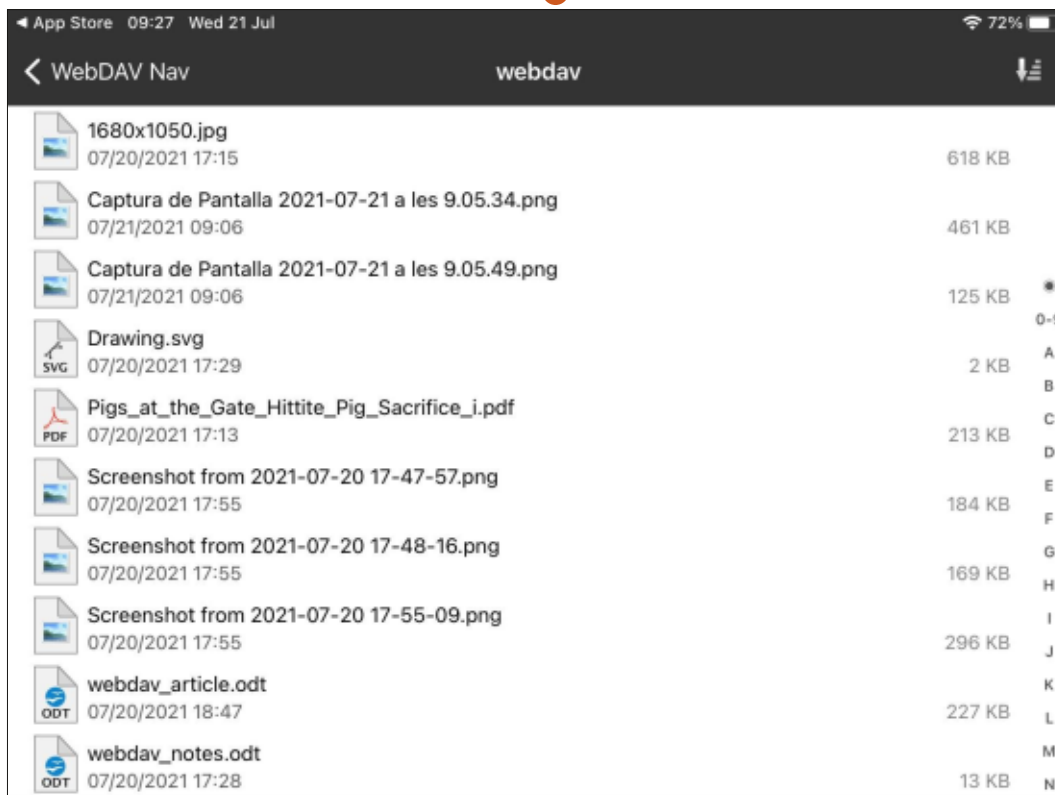 ◀ App Store 09:27 Wed 21 Jul 72%
WebDAV Nav webdav
1680x1050.jpg
07/20/2021 17:15 618 KB
Captura de Pantalla 2021-07-21 a les 9.05.34.png
07/21/2021 09:06 461 KB
Captura de Pantalla 2021-07-21 a les 9.05.49.png
07/21/2021 09:06 125 KB
Drawing.svg
SVG 07/20/2021 17:29 2 KB
Pigs_at_the_Gate_Hittite_Pig_Sacrifice_i.pdf
PDF 07/20/2021 17:13 213 KB
Screenshot from 2021-07-20 17-47-57.png
07/20/2021 17:55 184 KB
Screenshot from 2021-07-20 17-48-16.png
07/20/2021 17:55 169 KB
Screenshot from 2021-07-20 17-55-09.png
07/20/2021 17:55 296 KB
webdav_article.odt
ODT 07/20/2021 18:47 227 KB
webdav_notes.odt
ODT 07/20/2021 17:28 13 KB
A
B
C
D
E
F
G
H
I
J
K
L
M
N